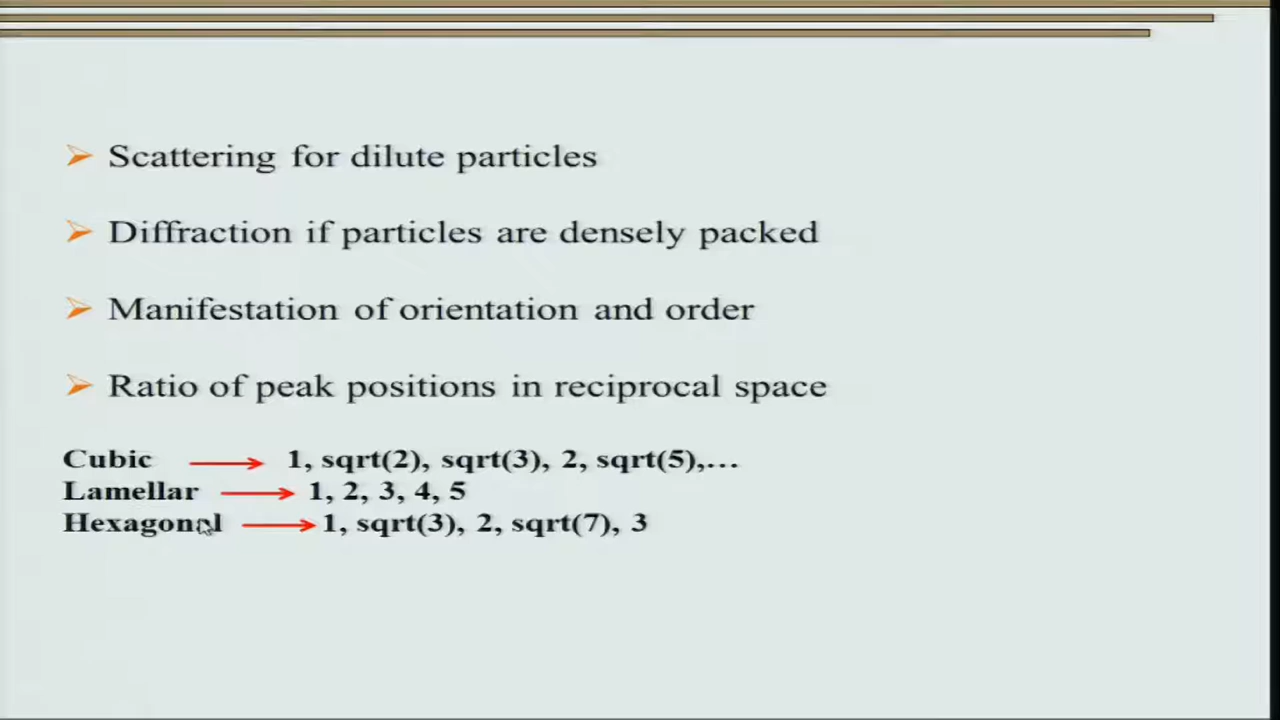 Scattering for dilute particles
Diffraction if particles are densely packed
Manifestation of orientation and order
Ratio of peak positions in reciprocal space
Cubic 1, sqrt(2), sqrt(3), 2, sqrt(5),...
Lamellar 1, 2, 3, 4, 5
Hexagonal 1, sqrt(3), 2, sqrt(7), 3